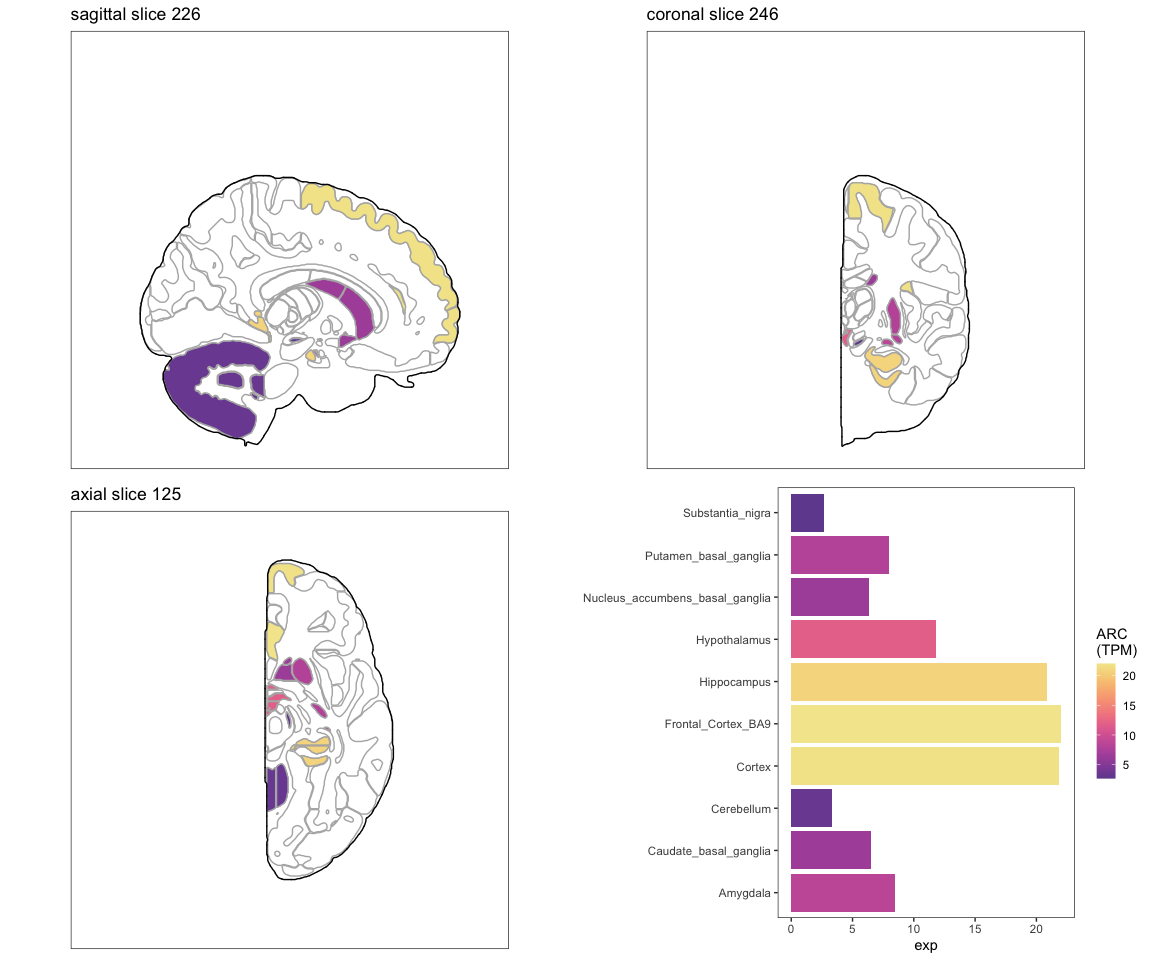 sagittal slice 226
coronal slice 246
axial slice 125
Substantia_nigra
Putamen_basal_ganglia
Nucleus_accumbens_basal_ganglia
Hypothalamus
Hippocampus
Frontal_Cortex_BA9
Cortex
Cerebellum
Caudate_basal_ganglia
Amygdala
0 5 10 15 20
exp
ARC
(TPM)
20
15
10
5